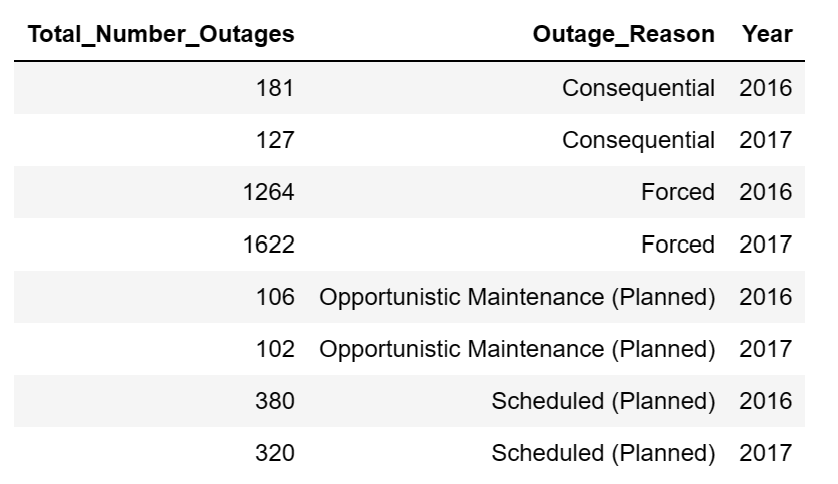 Total_Number_Outages Outage_Reason Year
181 Consequential 2016
127 Consequential 2017
1264 Forced 2016
1622 Forced 2017
106 Opportunistic Maintenance (Planned) 2016
102 Opportunistic Maintenance (Planned) 2017
380 Scheduled (Planned) 2016
320 Scheduled (Planned) 2017